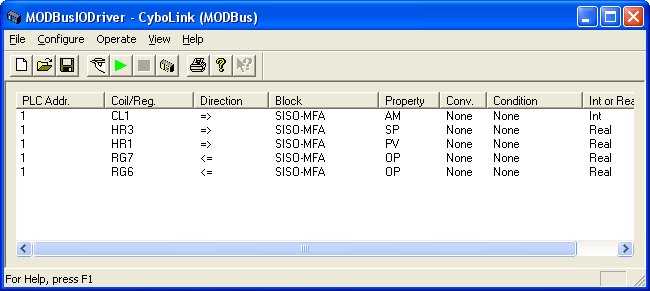 MODBusIODriver - CyboLink (MODBus)
File Configure Operate View Help
PLC Addr. Coil/Reg. Direction Block Property Conv. Condition Int or Rea
1 CL1 => SISO-MFA AM None None Int
1 HR3 => SISO-MFA SP None None Real
1 HR1 => SISO-MFA PV None None Real
1 RG7 <= SISO-MFA OP None None Real
1 RG6 <= SISO-MFA OP None None Real
For Help, press F1